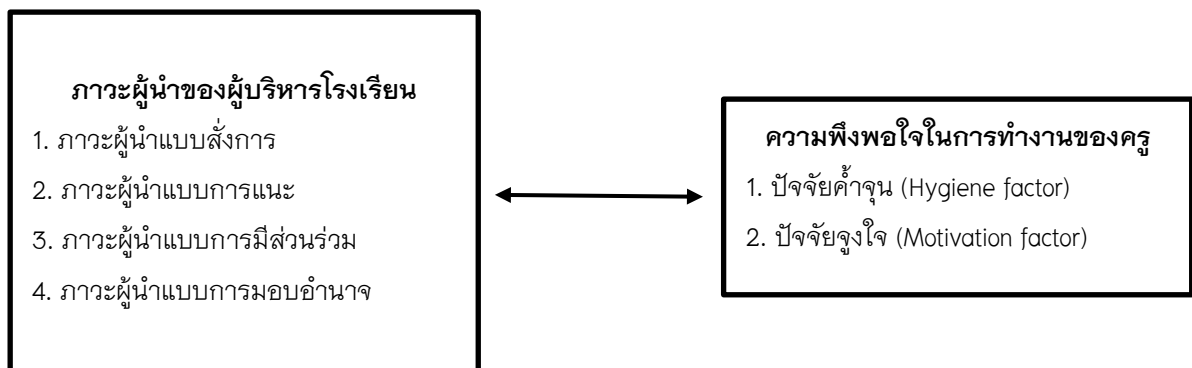 ภาวะผู้นำของผู้บริหารโรงเรียน
1. ภาวะผู้นำแบบสั่งการ
2. ภาวะผู้นำแบบการแนะ
3. ภาวะผู้นำแบบการมีส่วนร่วม
4. ภาวะผู้นำแบบการมอบอำนาจ
ความพึงพอใจในการทำงานของครู
1. ปัจจัยค้ำจุน (Hygiene factor)
2. ปัจจัยจูงใจ (Motivation factor)